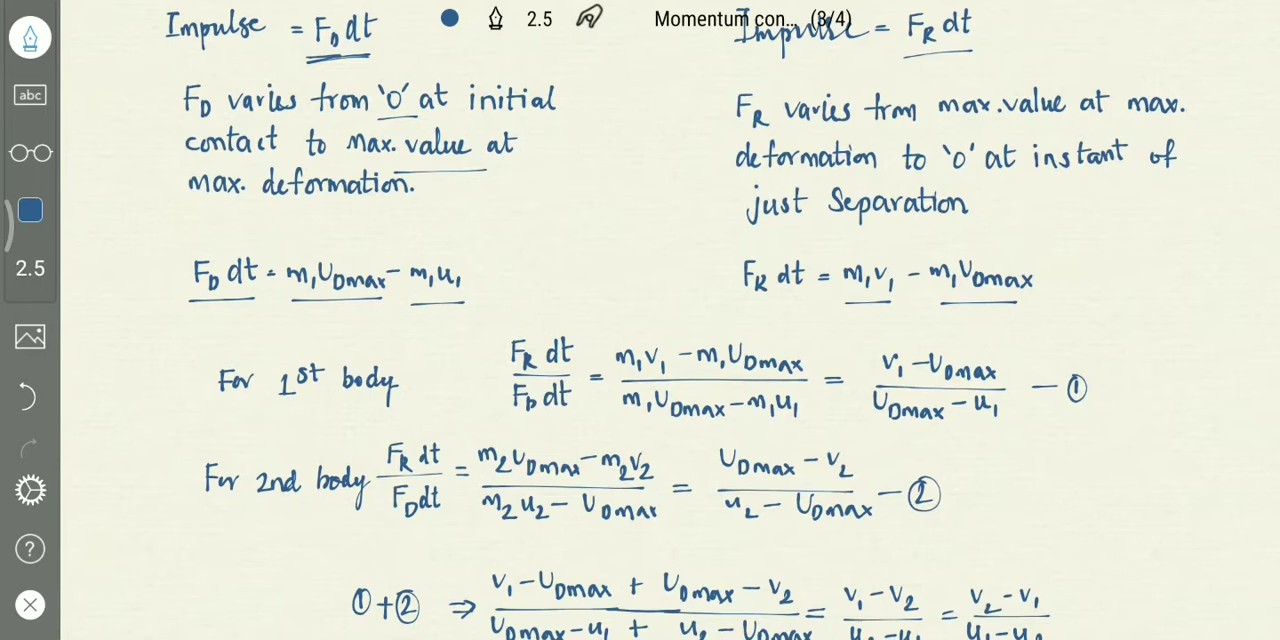 Impulse = F_D dt
2.5
Momentum con... (3/4)
Impulse = F_R dt
abc
F_D varies from 'O' at initial
contact to Max. value at
max. deformation.
F_R varies from max. value at max.
deformation to 'O' at instant of
just Separation
2.5
F_D dt = m₁U_Dmax - m₁u₁
F_R dt = m₁v₁ - m₁U_Dmax
For 1st body F_R dt / F_D dt = (m₁v₁ - m₁U_Dmax) / (m₁U_Dmax - m₁u₁) = (v₁ - U_Dmax) / (U_Dmax - u₁) - ①
For 2nd body F_R dt / F_D dt = (m₂U_Dmax - m₂v₂) / (m₂u₂ - U_Dmax) = (U_Dmax - v₂) / (u₂ - U_Dmax) - ②
①+② ⇒ (v₁ - U_Dmax + U_Dmax - v₂) / (U_Dmax - u₁ + u₂ - U_Dmax) = (v₁ - v₂) / (u₂ - u₁) = (v₂ - v₁) / (u₁ - u₂)